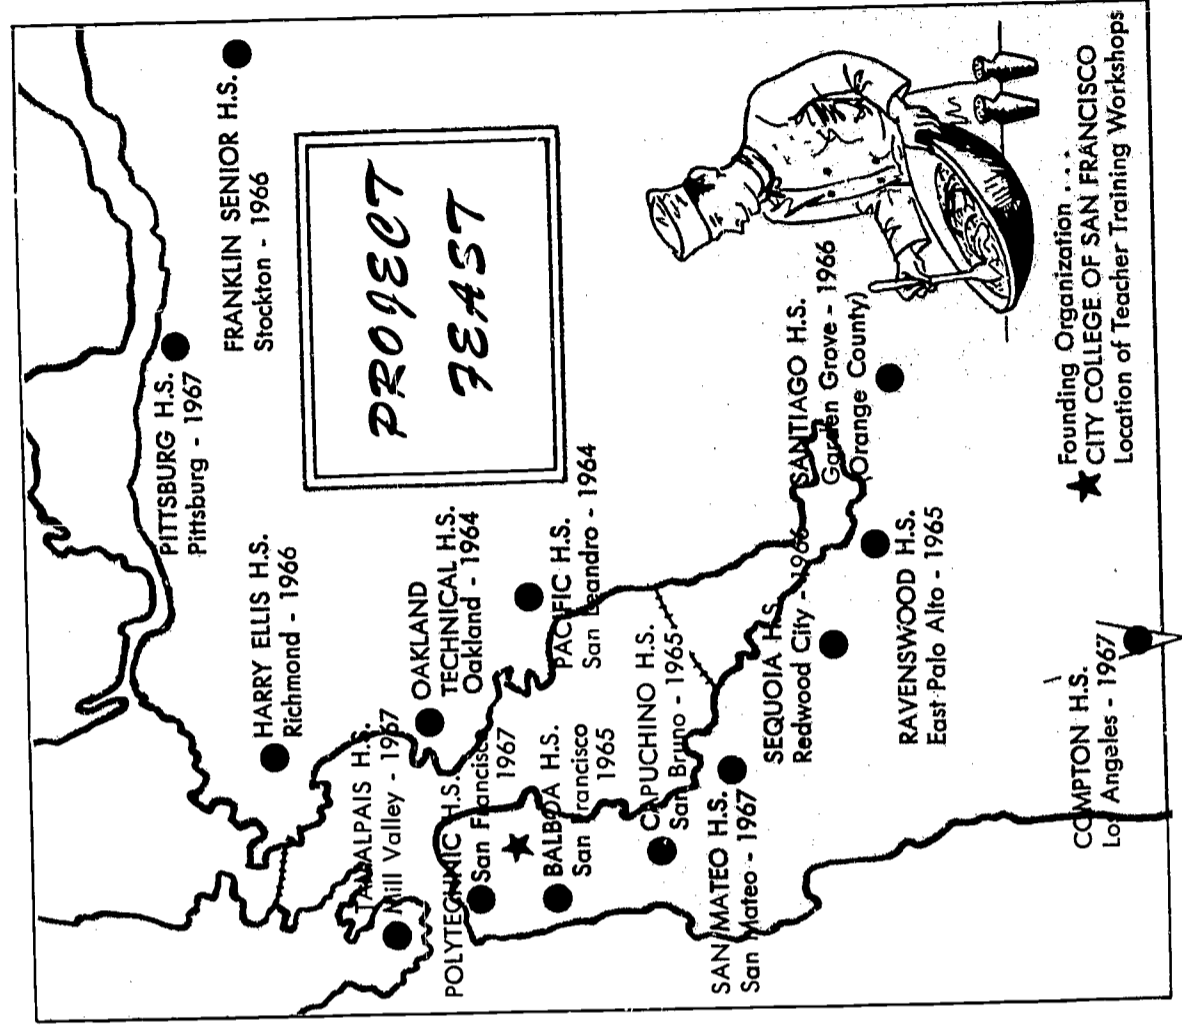 FRANKLIN SENIOR H.S.
Stockton - 1966
PITTSBURG H.S.
Pittsburg - 1967
HARRY ELLIS H.S.
Richmond - 1966
PROJECT
FEAST
OAKLAND
TECHNICAL H.S.
Oakland - 1964
TAMALPAIS H.S.
Mill Valley - 1967
PACIFIC H.S.
San Leandro - 1964
POLYTECHNIC H.S.
San Francisco
1967
BALBOA H.S.
San Francisco
1965
CAPUCHINO H.S.
San Bruno - 1965
SAN MATEO H.S.
San Mateo - 1967
SEQUOIA H.S.
Redwood City - 1966
SANTIAGO H.S.
Garden Grove - 1966
(Orange County)
RAVENSWOOD H.S.
East Palo Alto - 1965
COMPTON H.S.
Los Angeles - 1967
Founding Organization . . .
CITY COLLEGE OF SAN FRANCISCO
Location of Teacher Training Workshops